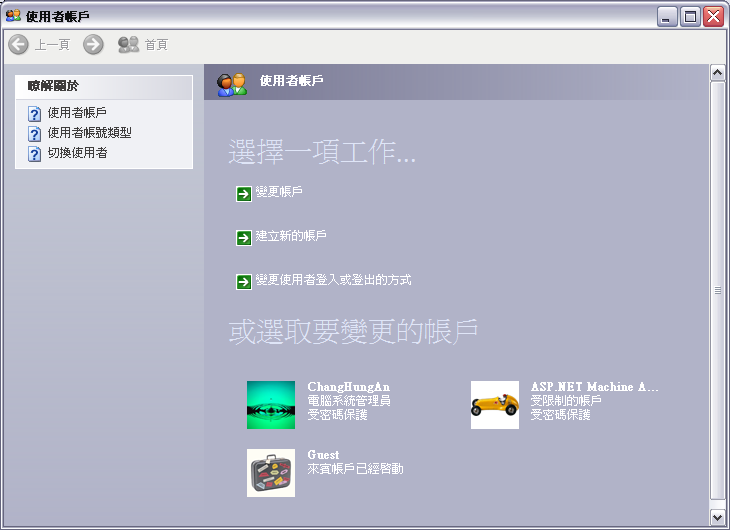 使用者帳戶
上一頁
首頁
瞭解關於
使用者帳戶
使用者帳號類型
切換使用者
使用者帳戶
選擇一項工作...
變更帳戶
建立新的帳戶
變更使用者登入或登出的方式
或選取要變更的帳戶
ChangHungAn
電腦系統管理員
受密碼保護
ASP.NET Machine A...
受限制的帳戶
受密碼保護
Guest
來賓帳戶已經啓動